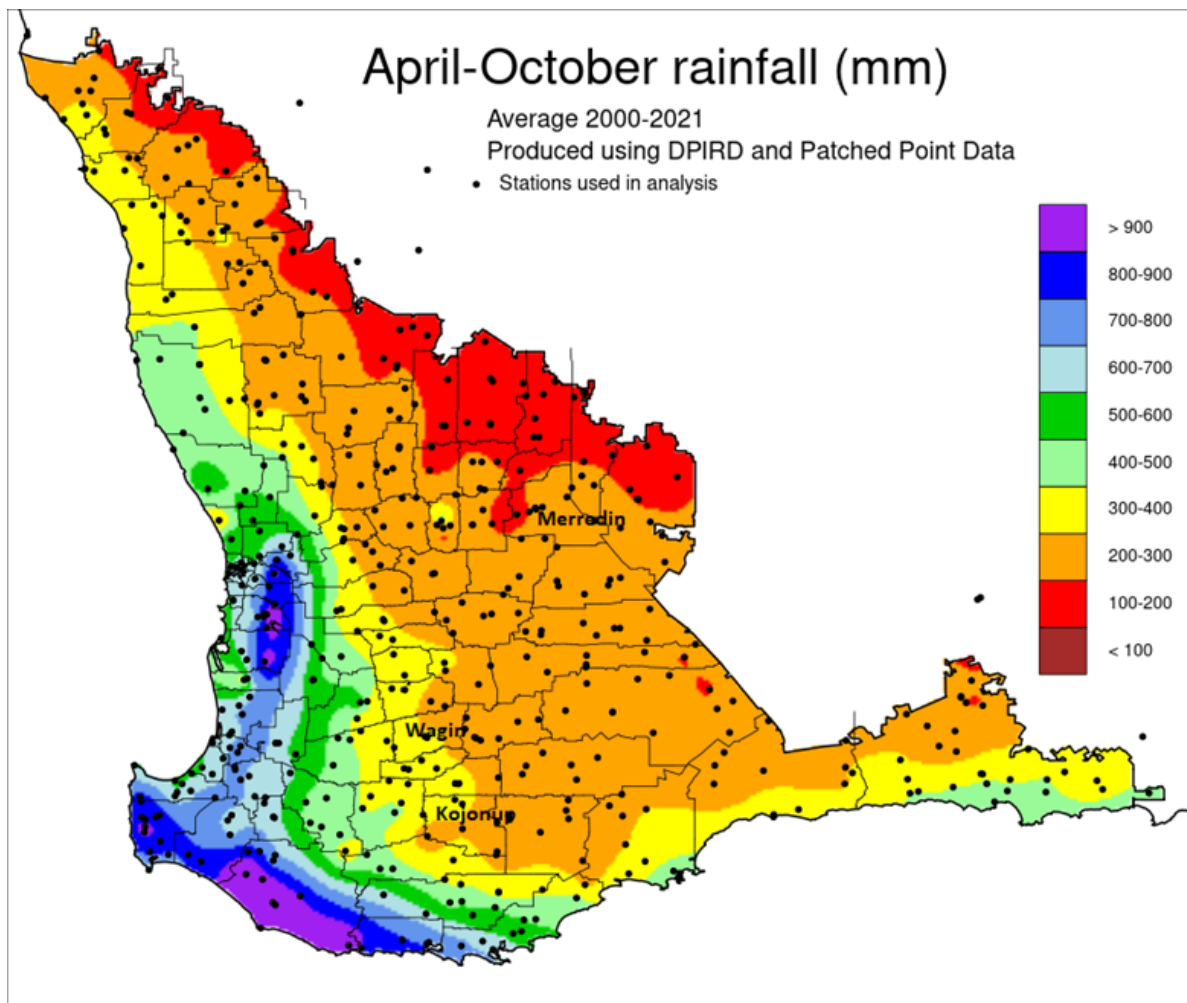 April-October rainfall (mm)
Average 2000-2021
Produced using DPIRD and Patched Point Data
Stations used in analysis
> 900
800-900
700-800
600-700
500-600
400-500
300-400
200-300
100-200
< 100
Merredin
Wagin
Kojonup